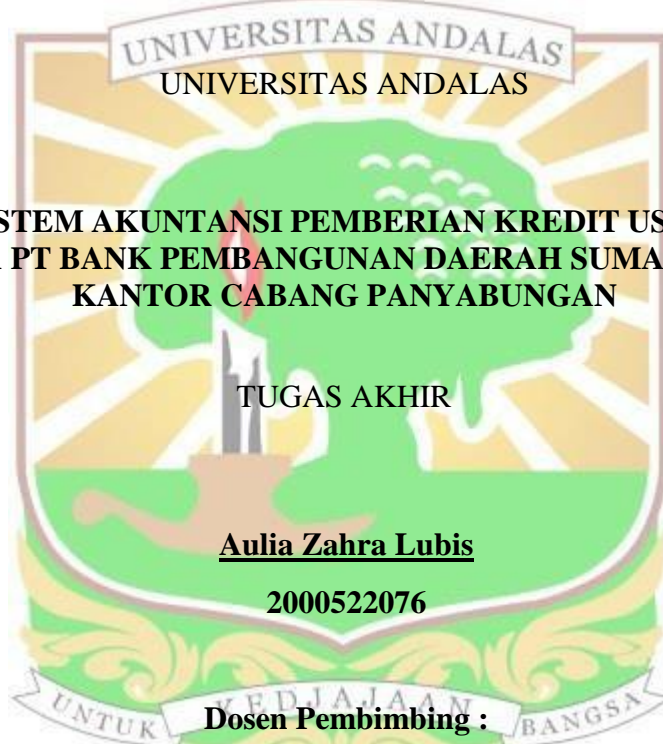 UNIVERSITAS ANDALAS
UNIVERSITAS ANDALAS
STEM AKUNTANSI PEMBERIAN KREDIT US
PT BANK PEMBANGUNAN DAERAH SUMA
KANTOR CABANG PANYABUNGAN
TUGAS AKHIR
Aulia Zahra Lubis
2000522076
UNTUK KEDJAJAAN BANGSA
Dosen Pembimbing :